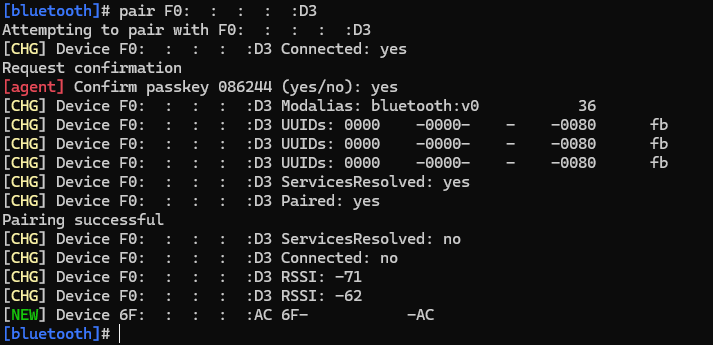 [bluetooth]# pair F0:  :  :  :  :D3
Attempting to pair with F0:  :  :  :  :D3
[CHG] Device F0:  :  :  :  :D3 Connected: yes
Request confirmation
[agent] Confirm passkey 086244 (yes/no): yes
[CHG] Device F0:  :  :  :  :D3 Modalias: bluetooth:v0          36
[CHG] Device F0:  :  :  :  :D3 UUIDs: 0000    -0000-    -    -0080      fb
[CHG] Device F0:  :  :  :  :D3 UUIDs: 0000    -0000-    -    -0080      fb
[CHG] Device F0:  :  :  :  :D3 UUIDs: 0000    -0000-    -    -0080      fb
[CHG] Device F0:  :  :  :  :D3 ServicesResolved: yes
[CHG] Device F0:  :  :  :  :D3 Paired: yes
Pairing successful
[CHG] Device F0:  :  :  :  :D3 ServicesResolved: no
[CHG] Device F0:  :  :  :  :D3 Connected: no
[CHG] Device F0:  :  :  :  :D3 RSSI: -71
[CHG] Device F0:  :  :  :  :D3 RSSI: -62
[NEW] Device 6F:  :  :  :  :AC 6F-           -AC
[bluetooth]#